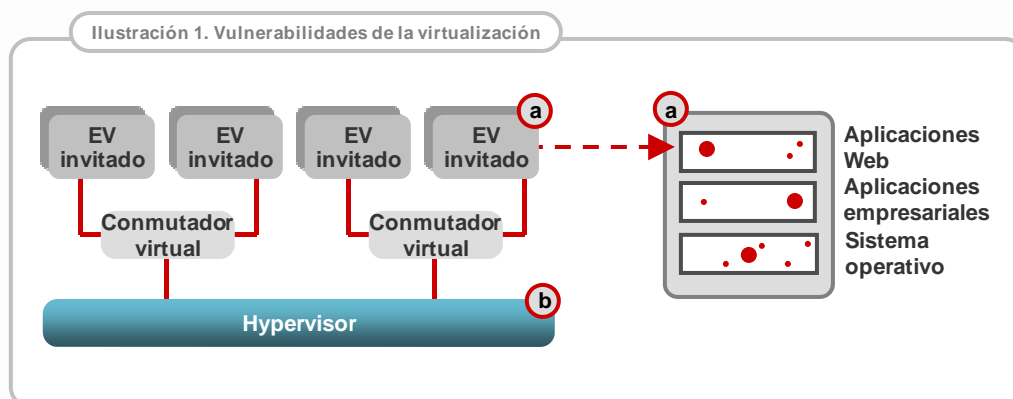 Ilustración 1. Vulnerabilidades de la virtualización
EV
invitado
EV
invitado
EV
invitado
EV
invitado
a
a
Aplicaciones
Web
Aplicaciones
empresariales
Sistema
operativo
Conmutador
virtual
Conmutador
virtual
b
Hypervisor